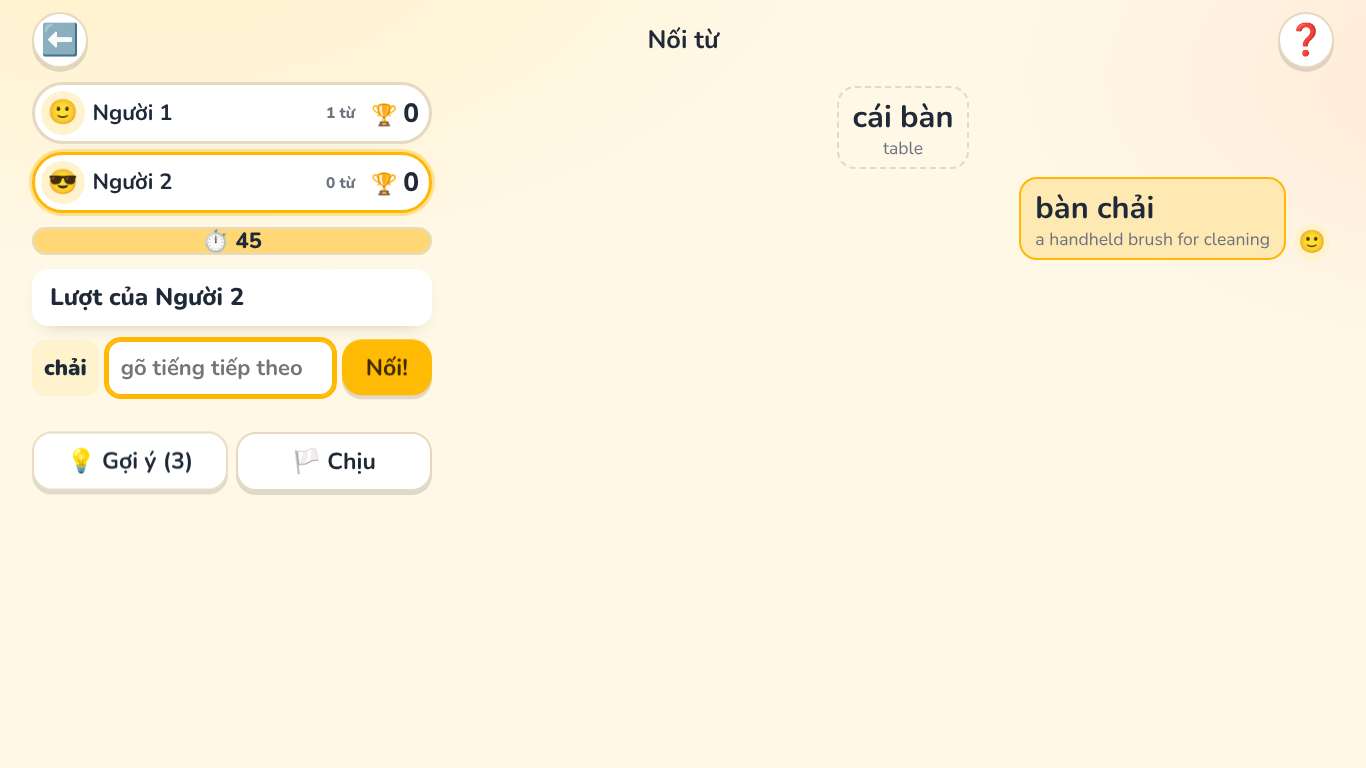 Nối từ
Người 1
1 từ
0
Người 2
0 từ
0
45
Lượt của Người 2
chải
gõ tiếng tiếp theo
Nối!
Gợi ý (3)
Chịu
cái bàn
table
bàn chải
a handheld brush for cleaning